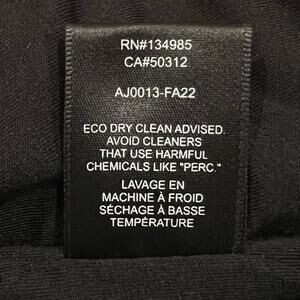 RN#134985
CA#50312
AJ0013-FA22
ECO DRY CLEAN ADVISED.
AVOID CLEANERS
THAT USE HARMFUL
CHEMICALS LIKE "PERC."
LAVAGE EN
MACHINE À FROID
SÉCHAGE À BASSE
TEMPÉRATURE